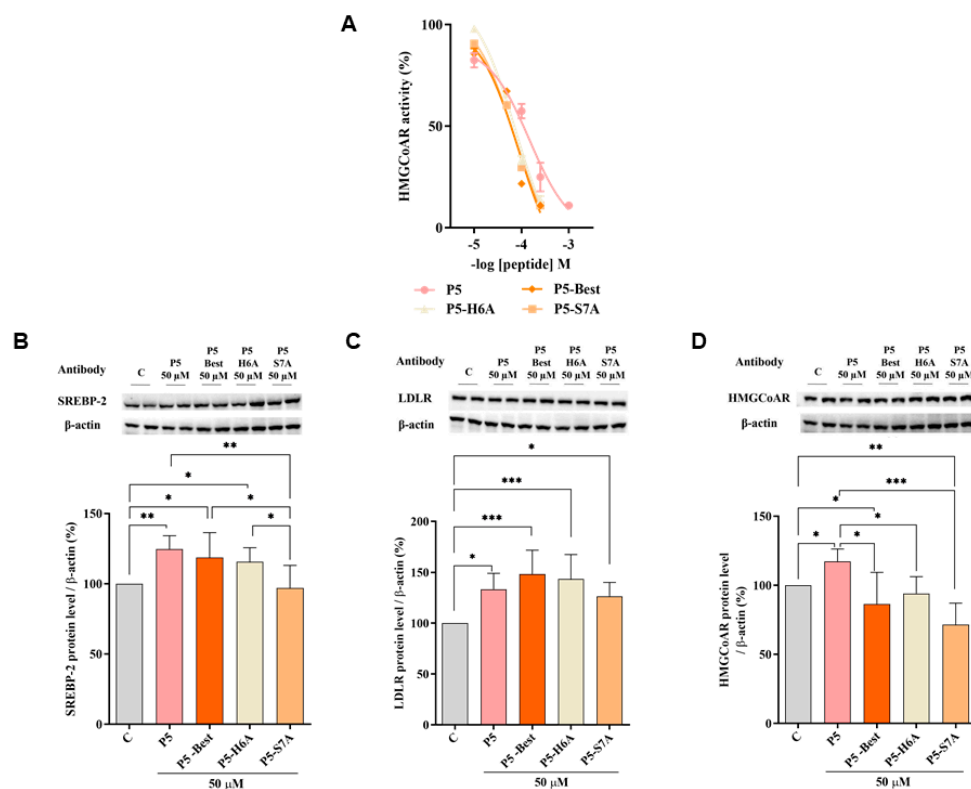 A
HMGCoAR activity (%)
100
50
0
-5 -4 -3
-log [peptide] M
P5 P5-Best
P5-H6A P5-S7A
B
Antibody
C
P5 50 µM
P5 Best 50 µM
P5 H6A 50 µM
P5 S7A 50 µM
SREBP-2
β-actin
** * * * * **
SREBP-2 protein level / β-actin (%)
150
100
50
0
C P5 P5 -Best P5-H6A P5-S7A
50 µM
C
Antibody
C
P5 50 µM
P5 Best 50 µM
P5 H6A 50 µM
P5 S7A 50 µM
LDLR
β-actin
*
***
***
*
LDLR protein level / β-actin (%)
200
150
100
50
0
C P5 P5 -Best P5-H6A P5-S7A
50 µM
D
Antibody
C
P5 50 µM
P5 Best 50 µM
P5 H6A 50 µM
P5 S7A 50 µM
HMGCoAR
β-actin
**
***
* *
* *
HMGCoAR protein level
/ β-actin (%)
150
100
50
0
C P5 P5 -Best P5-H6A P5-S7A
50 µM